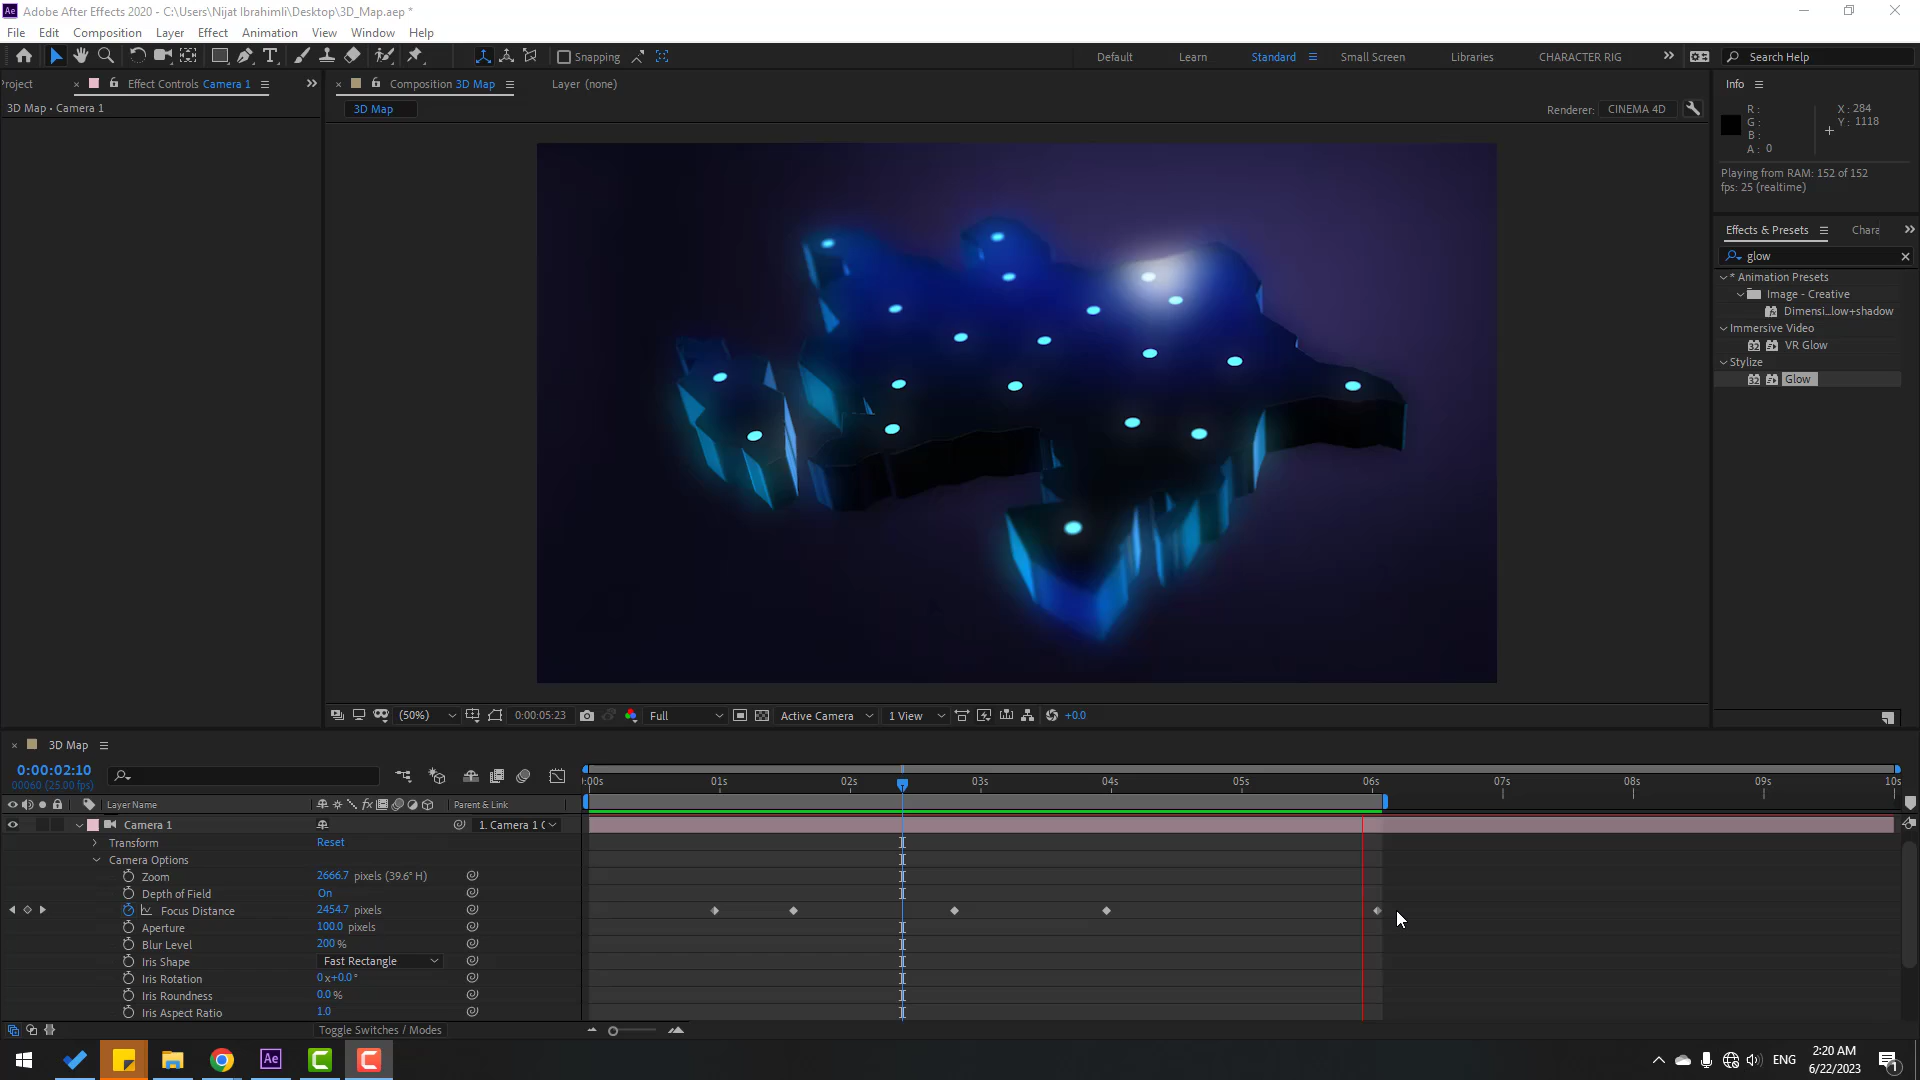 Adobe After Effects 2020 - C:\Users\Nijat Ibrahimli\Desktop\3D_Map.aep *
File Edit Composition Layer Effect Animation View Window Help
Snapping
Default Learn Standard Small Screen Libraries CHARACTER RIG Search Help
roject Effect Controls Camera 1
Composition 3D Map Layer (none)
Info
3D Map • Camera 1
3D Map
Renderer: CINEMA 4D
R :
G :
B :
A : 0
X : 284
Y : 1118
Playing from RAM: 152 of 152
fps: 25 (realtime)
Effects & Presets Chara
glow
* Animation Presets
Image - Creative
Dimensi...low+shadow
Immersive Video
VR Glow
Stylize
Glow
(50%) 0:00:05:23 Full Active Camera 1 View +0.0
3D Map
0:00:02:10
00060 (25.00 fps)
):00s 01s 02s 03s 04s 05s 06s 07s 08s 09s 10s
Layer Name Parent & Link
Camera 1 1. Camera 1 C
Transform Reset
Camera Options
Zoom 2666.7 pixels (39.6° H)
Depth of Field On
Focus Distance 2454.7 pixels
Aperture 100.0 pixels
Blur Level 200 %
Iris Shape Fast Rectangle
Iris Rotation 0 x+0.0 °
Iris Roundness 0.0 %
Iris Aspect Ratio 1.0
Toggle Switches / Modes
Ae
ENG
2:20 AM
6/22/2023
1